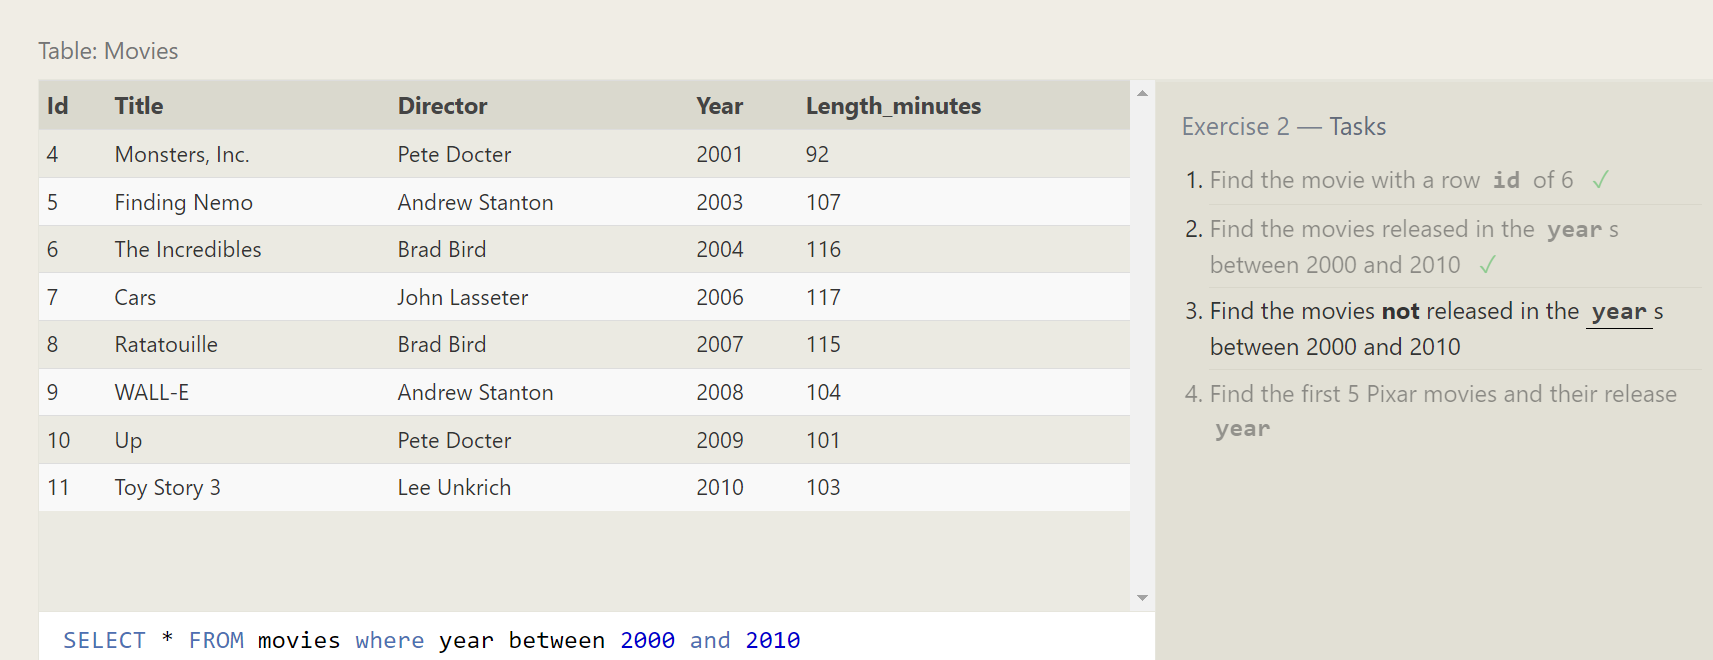 Table: Movies
Id Title Director Year Length_minutes
4 Monsters, Inc. Pete Docter 2001 92
5 Finding Nemo Andrew Stanton 2003 107
6 The Incredibles Brad Bird 2004 116
7 Cars John Lasseter 2006 117
8 Ratatouille Brad Bird 2007 115
9 WALL-E Andrew Stanton 2008 104
10 Up Pete Docter 2009 101
11 Toy Story 3 Lee Unkrich 2010 103
SELECT * FROM movies where year between 2000 and 2010
Exercise 2 — Tasks
1. Find the movie with a row id of 6 ✓
2. Find the movies released in the year s
between 2000 and 2010 ✓
3. Find the movies not released in the year s
between 2000 and 2010
4. Find the first 5 Pixar movies and their release
year